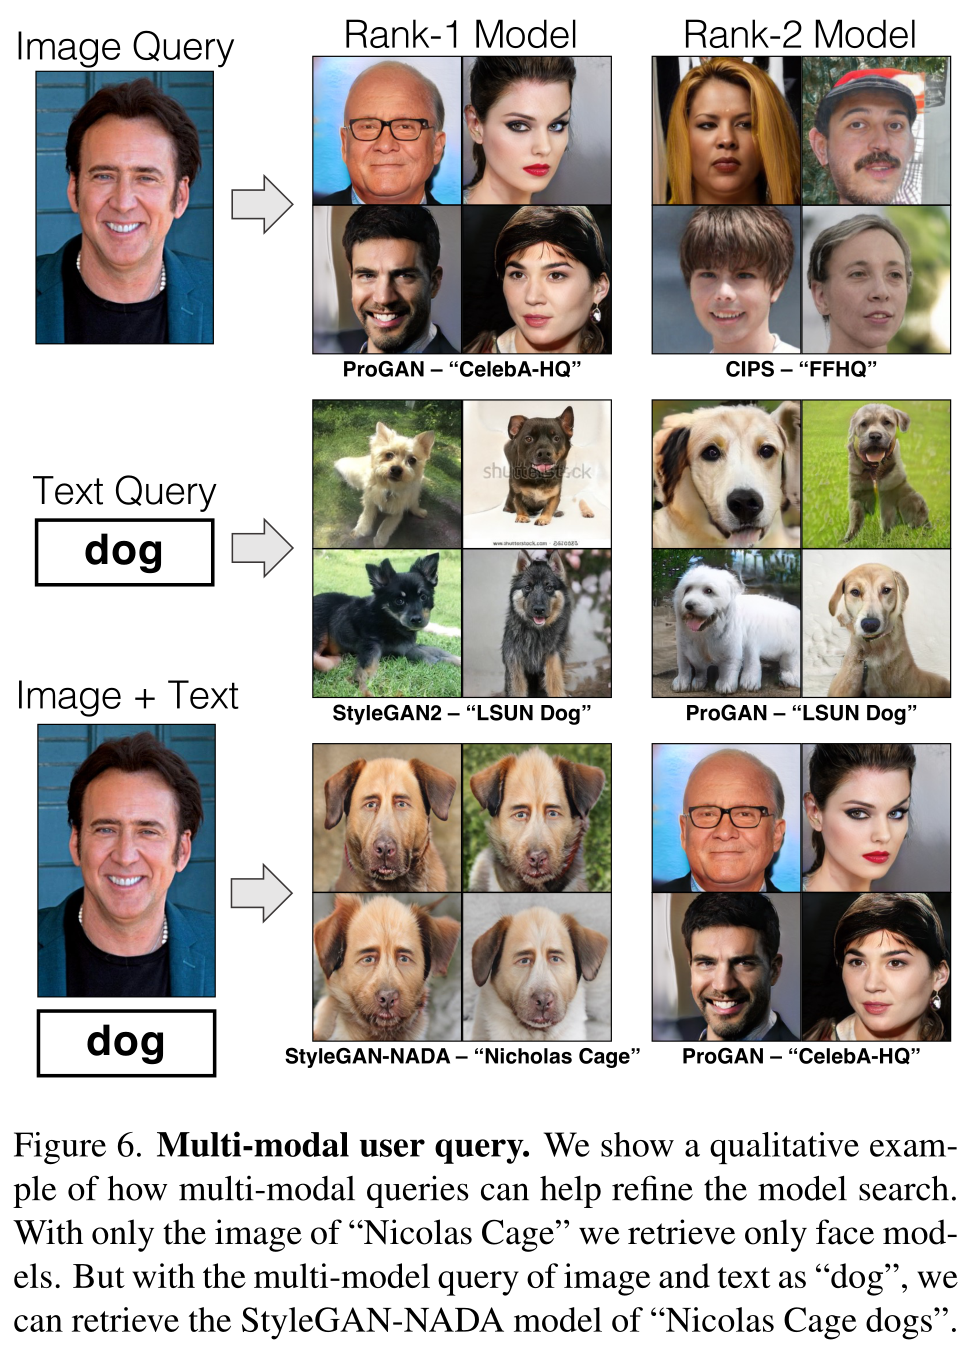 Image Query
Rank-1 Model
Rank-2 Model
ProGAN – “CelebA-HQ”
CIPS – “FFHQ”
Text Query
dog
shutterstock
StyleGAN2 – “LSUN Dog”
ProGAN – “LSUN Dog”
Image + Text
dog
StyleGAN-NADA – “Nicholas Cage”
ProGAN – “CelebA-HQ”
Figure 6. Multi-modal user query. We show a qualitative exam-
ple of how multi-modal queries can help refine the model search.
With only the image of “Nicolas Cage” we retrieve only face mod-
els. But with the multi-model query of image and text as “dog”, we
can retrieve the StyleGAN-NADA model of “Nicolas Cage dogs”.